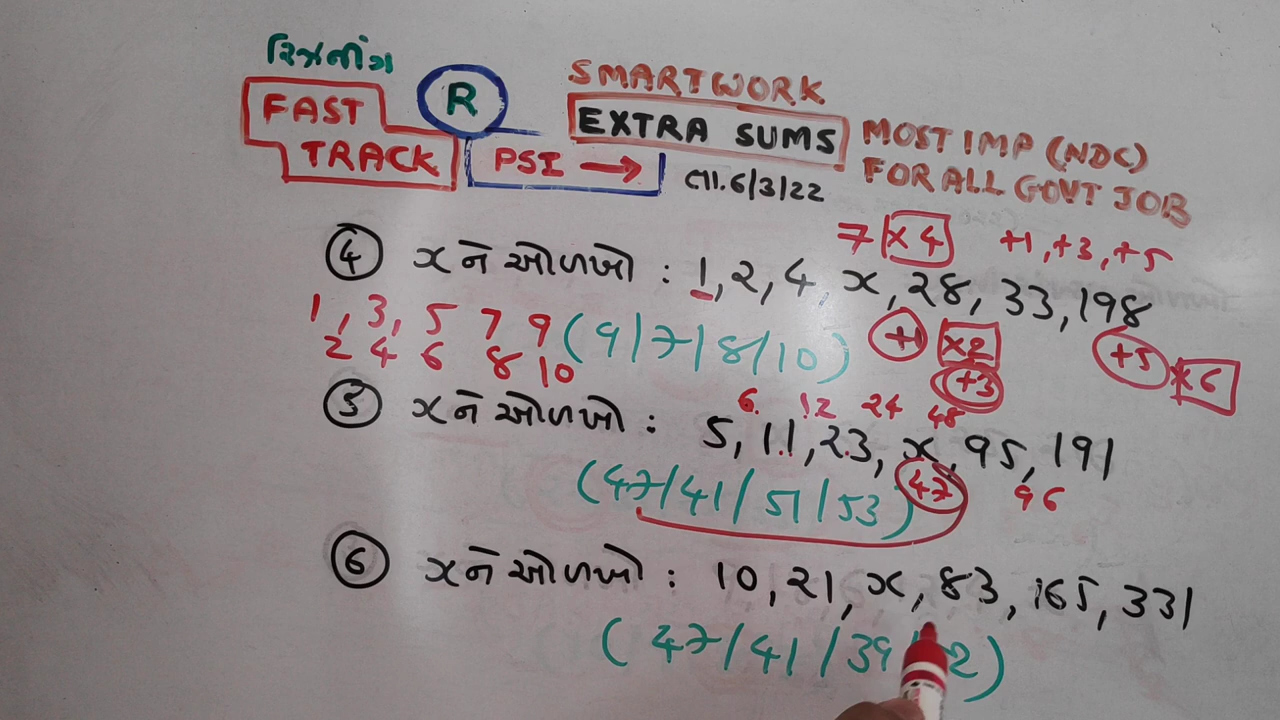 રિઝનીંગ
FAST
TRACK
R
PSI →
SMARTWORK
EXTRA SUMS
તા.6/3/22
MOST IMP (NDC)
FOR ALL GOVT JOB
7 ×4 +1,+3,+5
④ xને ઓળખો : 1,2,4,x,28,33,198
1,3,5 7 9
2 4 6 8 10
(9/7/8/10)
+1 ×2 +3 +5 ×6
6 12 24 48
⑤ xને ઓળખો : 5,11,23,x,95,191
(47/41/51/53) 47 96
⑥ xને ઓળખો : 10,21,x,83,165,331
(47/41/39/ 2)